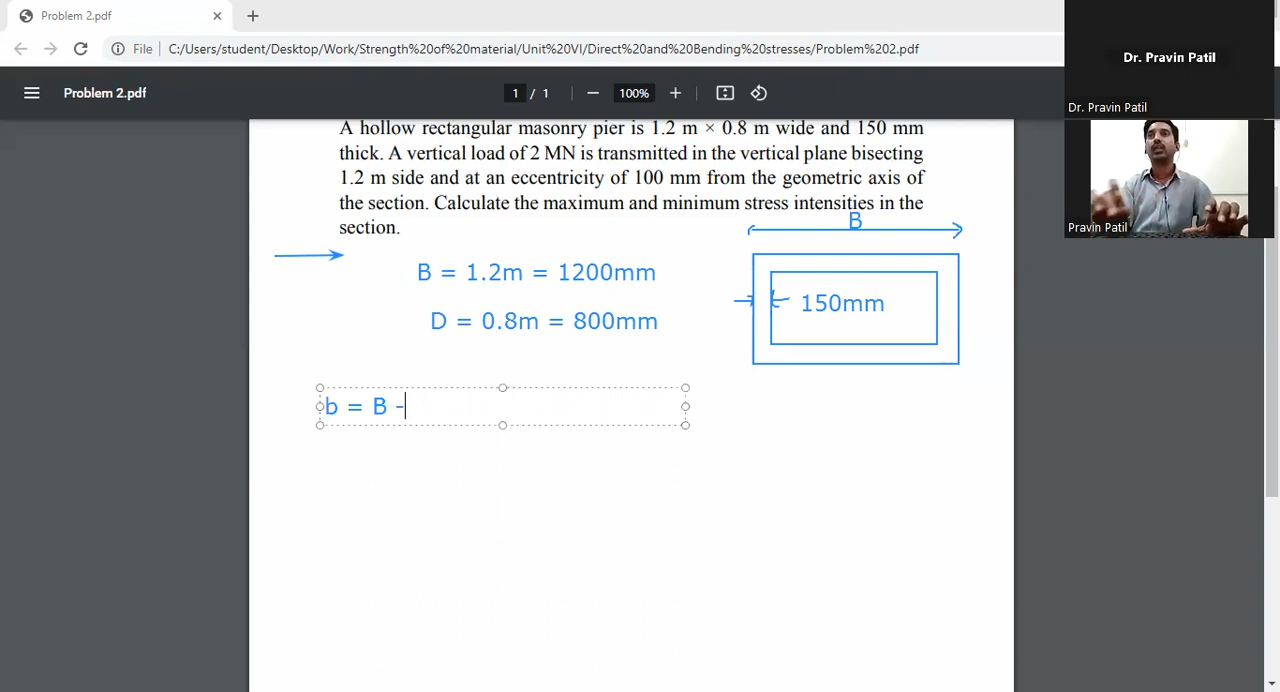 Problem 2.pdf
File
C:/Users/student/Desktop/Work/Strength%20of%20material/Unit%20VI/Direct%20and%20Bending%20stresses/Problem%202.pdf
Problem 2.pdf
1 / 1
100%
Dr. Pravin Patil
Dr. Pravin Patil
Pravin Patil
A hollow rectangular masonry pier is 1.2 m × 0.8 m wide and 150 mm
thick. A vertical load of 2 MN is transmitted in the vertical plane bisecting
1.2 m side and at an eccentricity of 100 mm from the geometric axis of
the section. Calculate the maximum and minimum stress intensities in the
section.
B
B = 1.2m = 1200mm
150mm
D = 0.8m = 800mm
b = B -